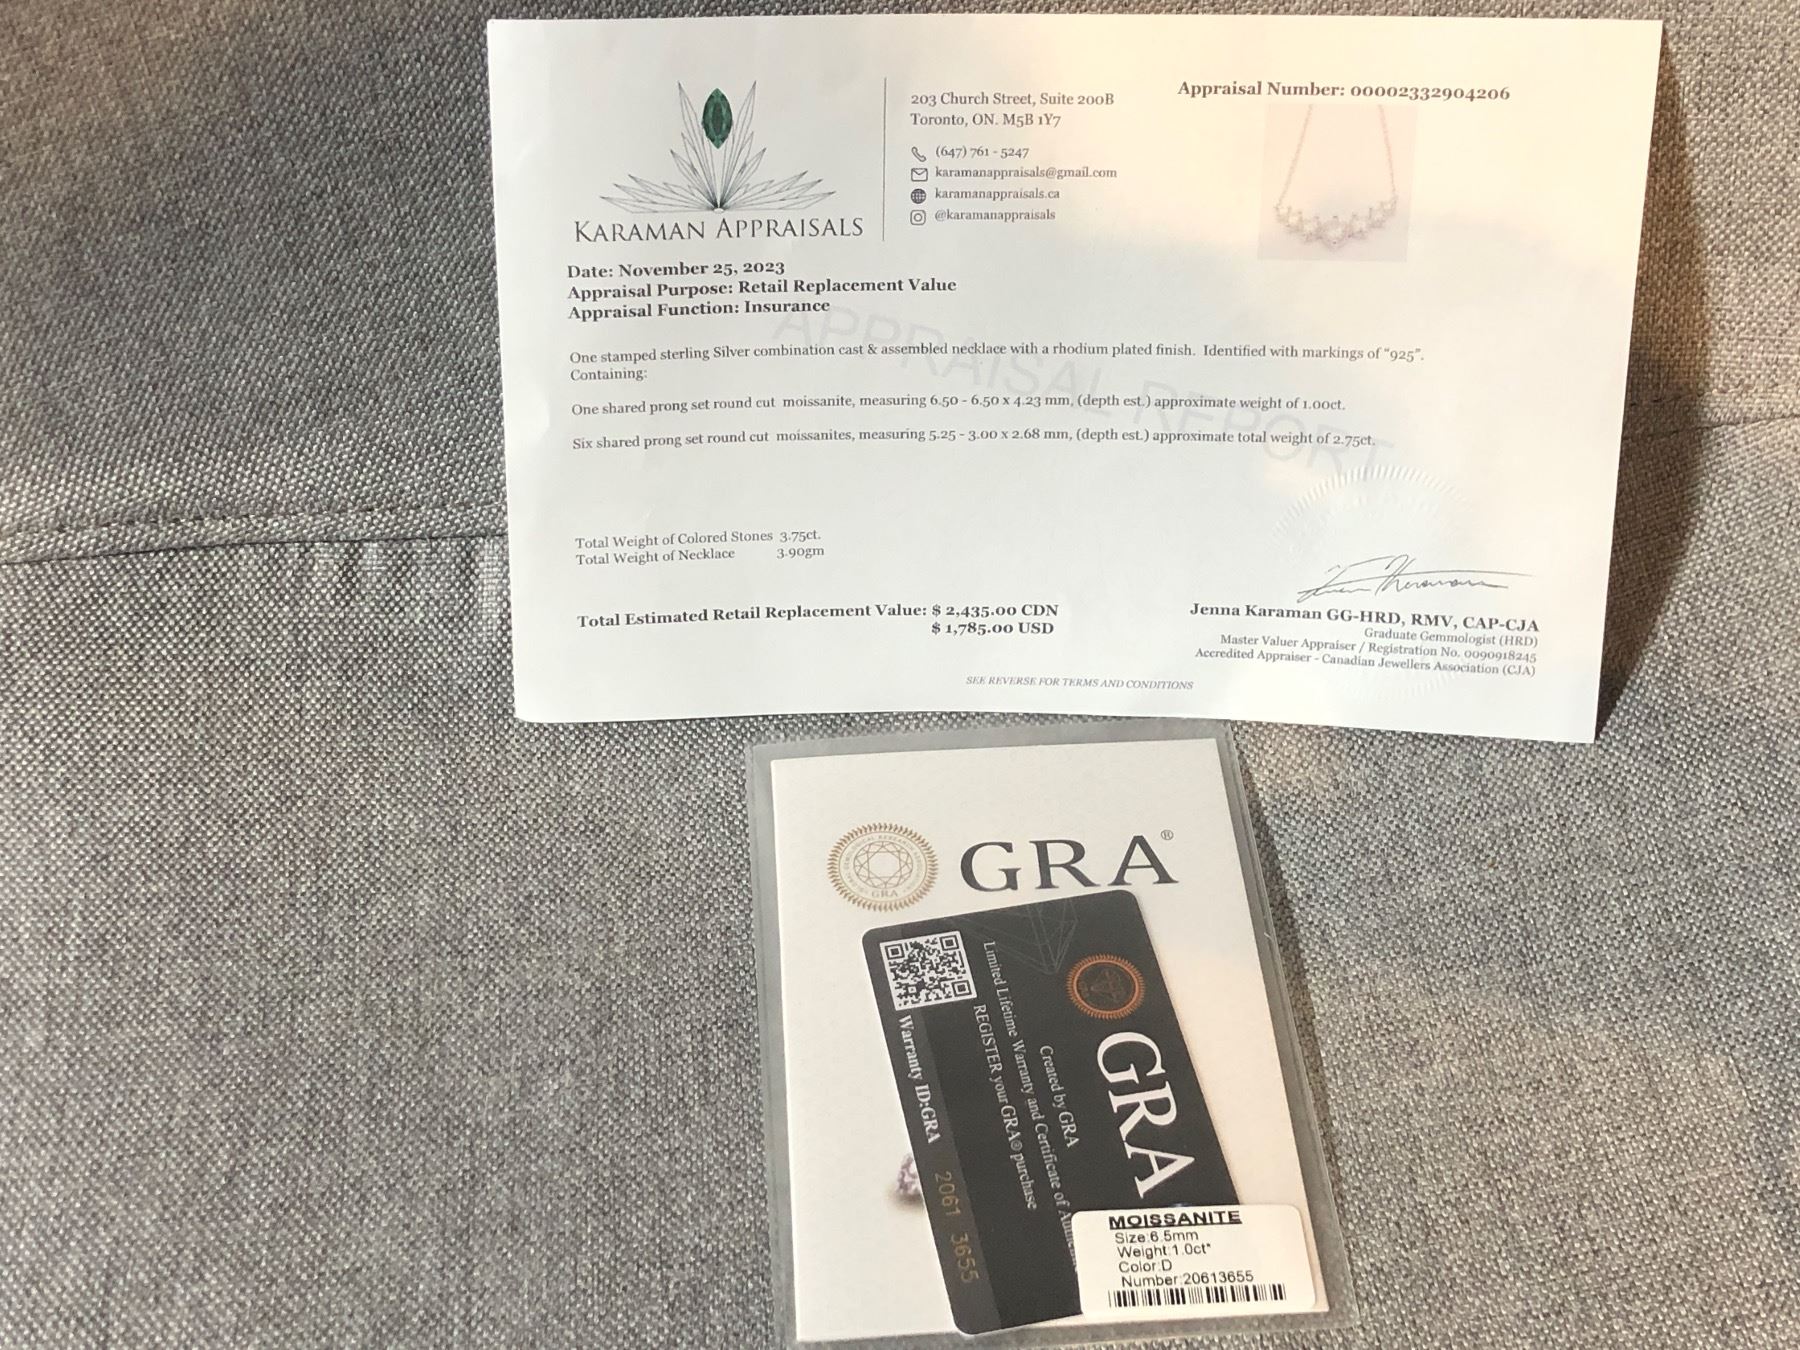 KARAMAN APPRAISALS
203 Church Street, Suite 200B
Toronto, ON. M5B 1Y7
(647) 761 - 5247
karamanappraisals@gmail.com
karamanappraisals.ca
@karamanappraisals
Appraisal Number: 00002332904206
Date: November 25, 2023
Appraisal Purpose: Retail Replacement Value
Appraisal Function: Insurance
APPRAISAL REPORT
One stamped sterling Silver combination cast & assembled necklace with a rhodium plated finish. Identified with markings of "925".
Containing:
One shared prong set round cut moissanite, measuring 6.50 - 6.50 x 4.23 mm, (depth est.) approximate weight of 1.00ct.
Six shared prong set round cut moissanites, measuring 5.25 - 3.00 x 2.68 mm, (depth est.) approximate total weight of 2.75ct.
Total Weight of Colored Stones 3.75ct.
Total Weight of Necklace 3.90gm
Total Estimated Retail Replacement Value: $ 2,435.00 CDN
$ 1,785.00 USD
Jenna Karaman GG-HRD, RMV, CAP-CJA
Graduate Gemmologist (HRD)
Master Valuer Appraiser / Registration No. 0090918245
Accredited Appraiser - Canadian Jewellers Association (CJA)
SEE REVERSE FOR TERMS AND CONDITIONS
GRA
GRA®
GRA
Created by GRA
Limited Lifetime Warranty and Certificate of
REGISTER your GRA® purchase
Warranty ID:GRA 2061 3655
MOISSANITE
Size:6.5mm
Weight:1.0ct*
Color:D
Number:20613655